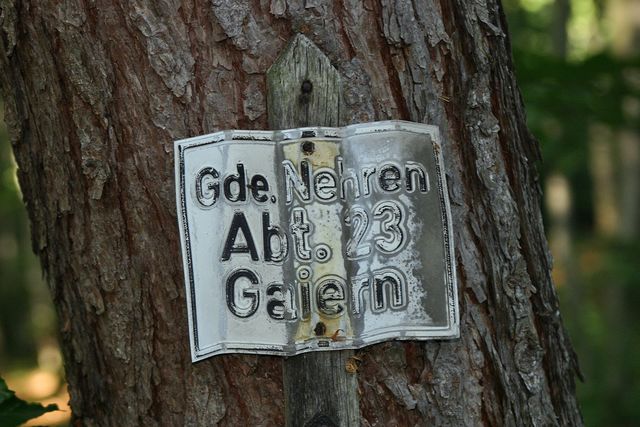 Gde. Nehren
Abt. 23
Gaiern